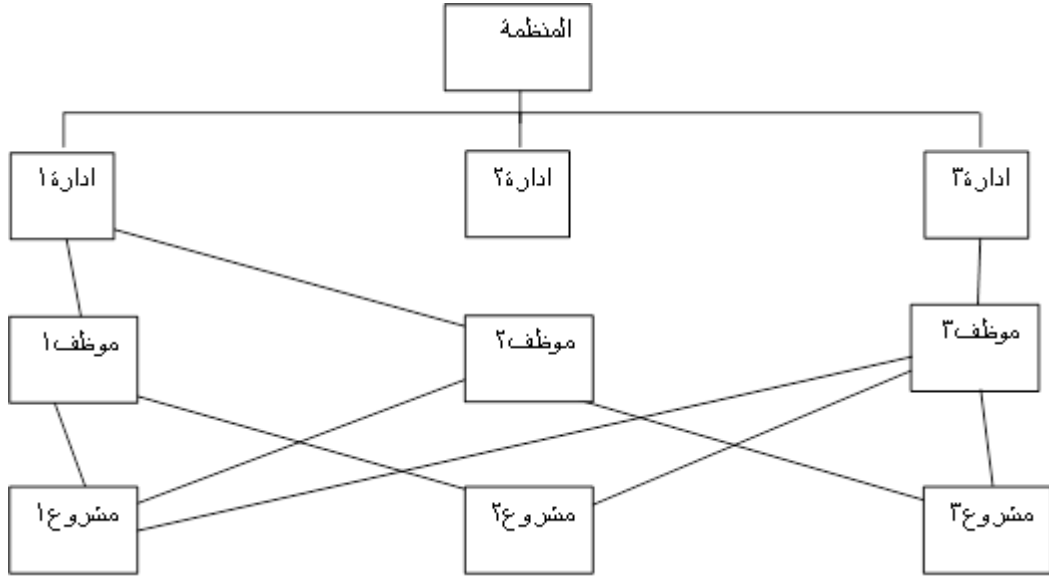 المنظمة
ادارة١
ادارة٢
ادارة٣
موظف١
موظف٢
موظف٣
مشروع١
مشروع٢
مشروع٣